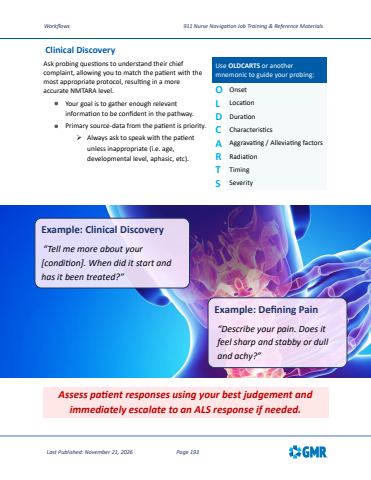 Workflows
911 Nurse Navigation Job Training & Reference Materials
Clinical Discovery
Ask probing questions to understand their chief
complaint, allowing you to match the patient with the
most appropriate protocol, resulting in a more
accurate NMTARA level.
• Your goal is to gather enough relevant
information to be confident in the pathway.
• Primary source-data from the patient is priority.
➢ Always ask to speak with the patient
unless inappropriate (i.e. age,
developmental level, aphasic, etc).
Use OLDCARTS or another
mnemonic to guide your probing:
O Onset
L Location
D Duration
C Characteristics
A Aggravating / Alleviating factors
R Radiation
T Timing
S Severity
Example: Clinical Discovery
“Tell me more about your
[condition]. When did it start and
has it been treated?”
Example: Defining Pain
“Describe your pain. Does it
feel sharp and stabby or dull
and achy?”
Assess patient responses using your best judgement and
immediately escalate to an ALS response if needed.
Last Published: November 21, 2026
Page 193
GMR